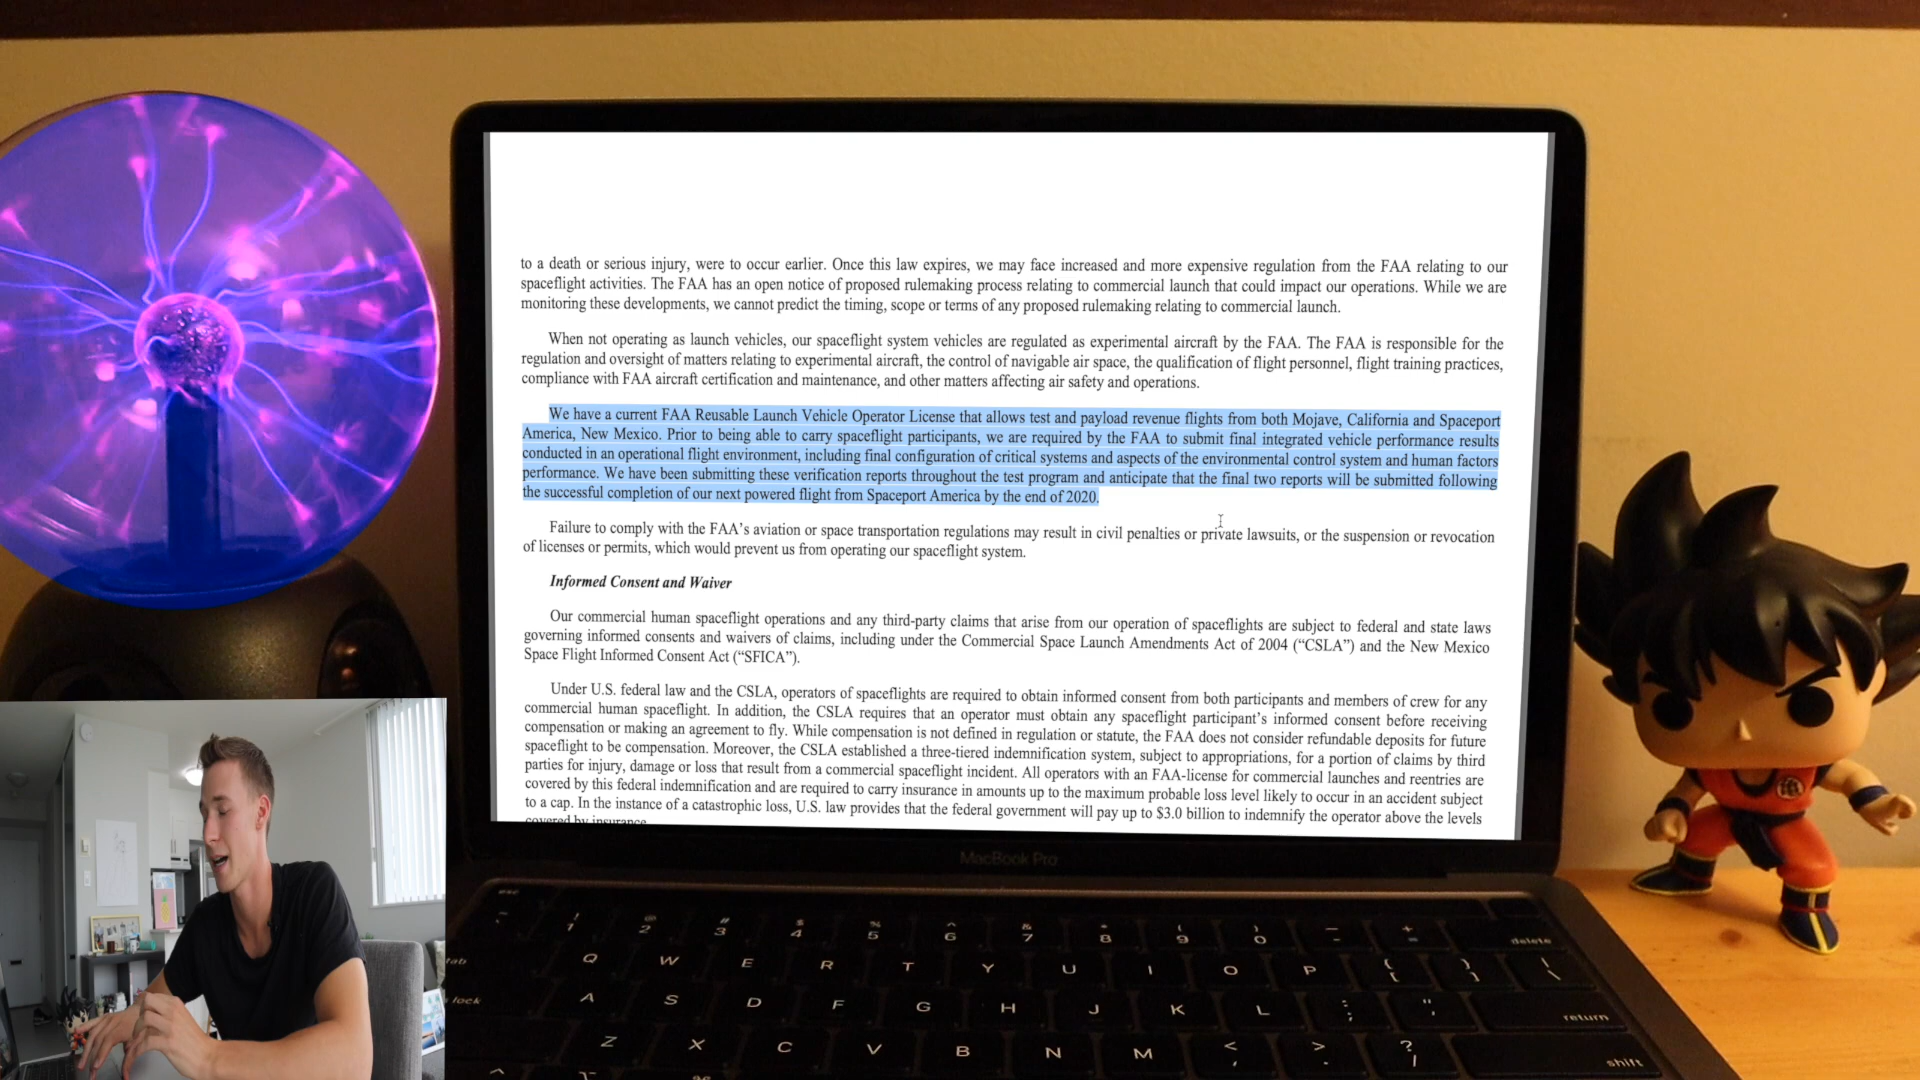 to a death or serious injury, were to occur earlier. Once this law expires, we may face increased and more expensive regulation from the FAA relating to our
spaceflight activities. The FAA has an open notice of proposed rulemaking process relating to commercial launch that could impact our operations. While we are
monitoring these developments, we cannot predict the timing, scope or terms of any proposed rulemaking relating to commercial launch.
When not operating as launch vehicles, our spaceflight system vehicles are regulated as experimental aircraft by the FAA. The FAA is responsible for the
regulation and oversight of matters relating to experimental aircraft, the control of navigable air space, the qualification of flight personnel, flight training practices,
compliance with FAA aircraft certification and maintenance, and other matters affecting air safety and operations.
We have a current FAA Reusable Launch Vehicle Operator License that allows test and payload revenue flights from both Mojave, California and Spaceport
America, New Mexico. Prior to being able to carry spaceflight participants, we are required by the FAA to submit final integrated vehicle performance results
conducted in an operational flight environment, including final configuration of critical systems and aspects of the environmental control system and human factors
performance. We have been submitting these verification reports throughout the test program and anticipate that the final two reports will be submitted following
the successful completion of our next powered flight from Spaceport America by the end of 2020.
Failure to comply with the FAA's aviation or space transportation regulations may result in civil penalties or private lawsuits, or the suspension or revocation
of licenses or permits, which would prevent us from operating our spaceflight system.
Informed Consent and Waiver
Our commercial human spaceflight operations and any third-party claims that arise from our operation of spaceflights are subject to federal and state laws
governing informed consents and waivers of claims, including under the Commercial Space Launch Amendments Act of 2004 (“CSLA”) and the New Mexico
Space Flight Informed Consent Act (“SFICA”).
Under U.S. federal law and the CSLA, operators of spaceflights are required to obtain informed consent from both participants and members of crew for any
commercial human spaceflight. In addition, the CSLA requires that an operator must obtain any spaceflight participant's informed consent before receiving
compensation or making an agreement to fly. While compensation is not defined in regulation or statute, the FAA does not consider refundable deposits for future
spaceflight to be compensation. Moreover, the CSLA established a three-tiered indemnification system, subject to appropriations, for a portion of claims by third
parties for injury, damage or loss that result from a commercial spaceflight incident. All operators with an FAA-license for commercial launches and reentries are
covered by this federal indemnification and are required to carry insurance in amounts up to the maximum probable loss level likely to occur in an accident subject
to a cap. In the instance of a catastrophic loss, U.S. law provides that the federal government will pay up to $3.0 billion to indemnify the operator above the levels
covered by insurance
MacBook Pro
esc
~ ! @ # $ % ^ & * ( ) _ +
1 2 3 4 5 6 7 8 9 0 - = delete
tab Q W E R T Y U I O P { [ } ] | \
lock A S D F G H J K L : ; " ' return
Z X C V B N M < , > . ? / shift